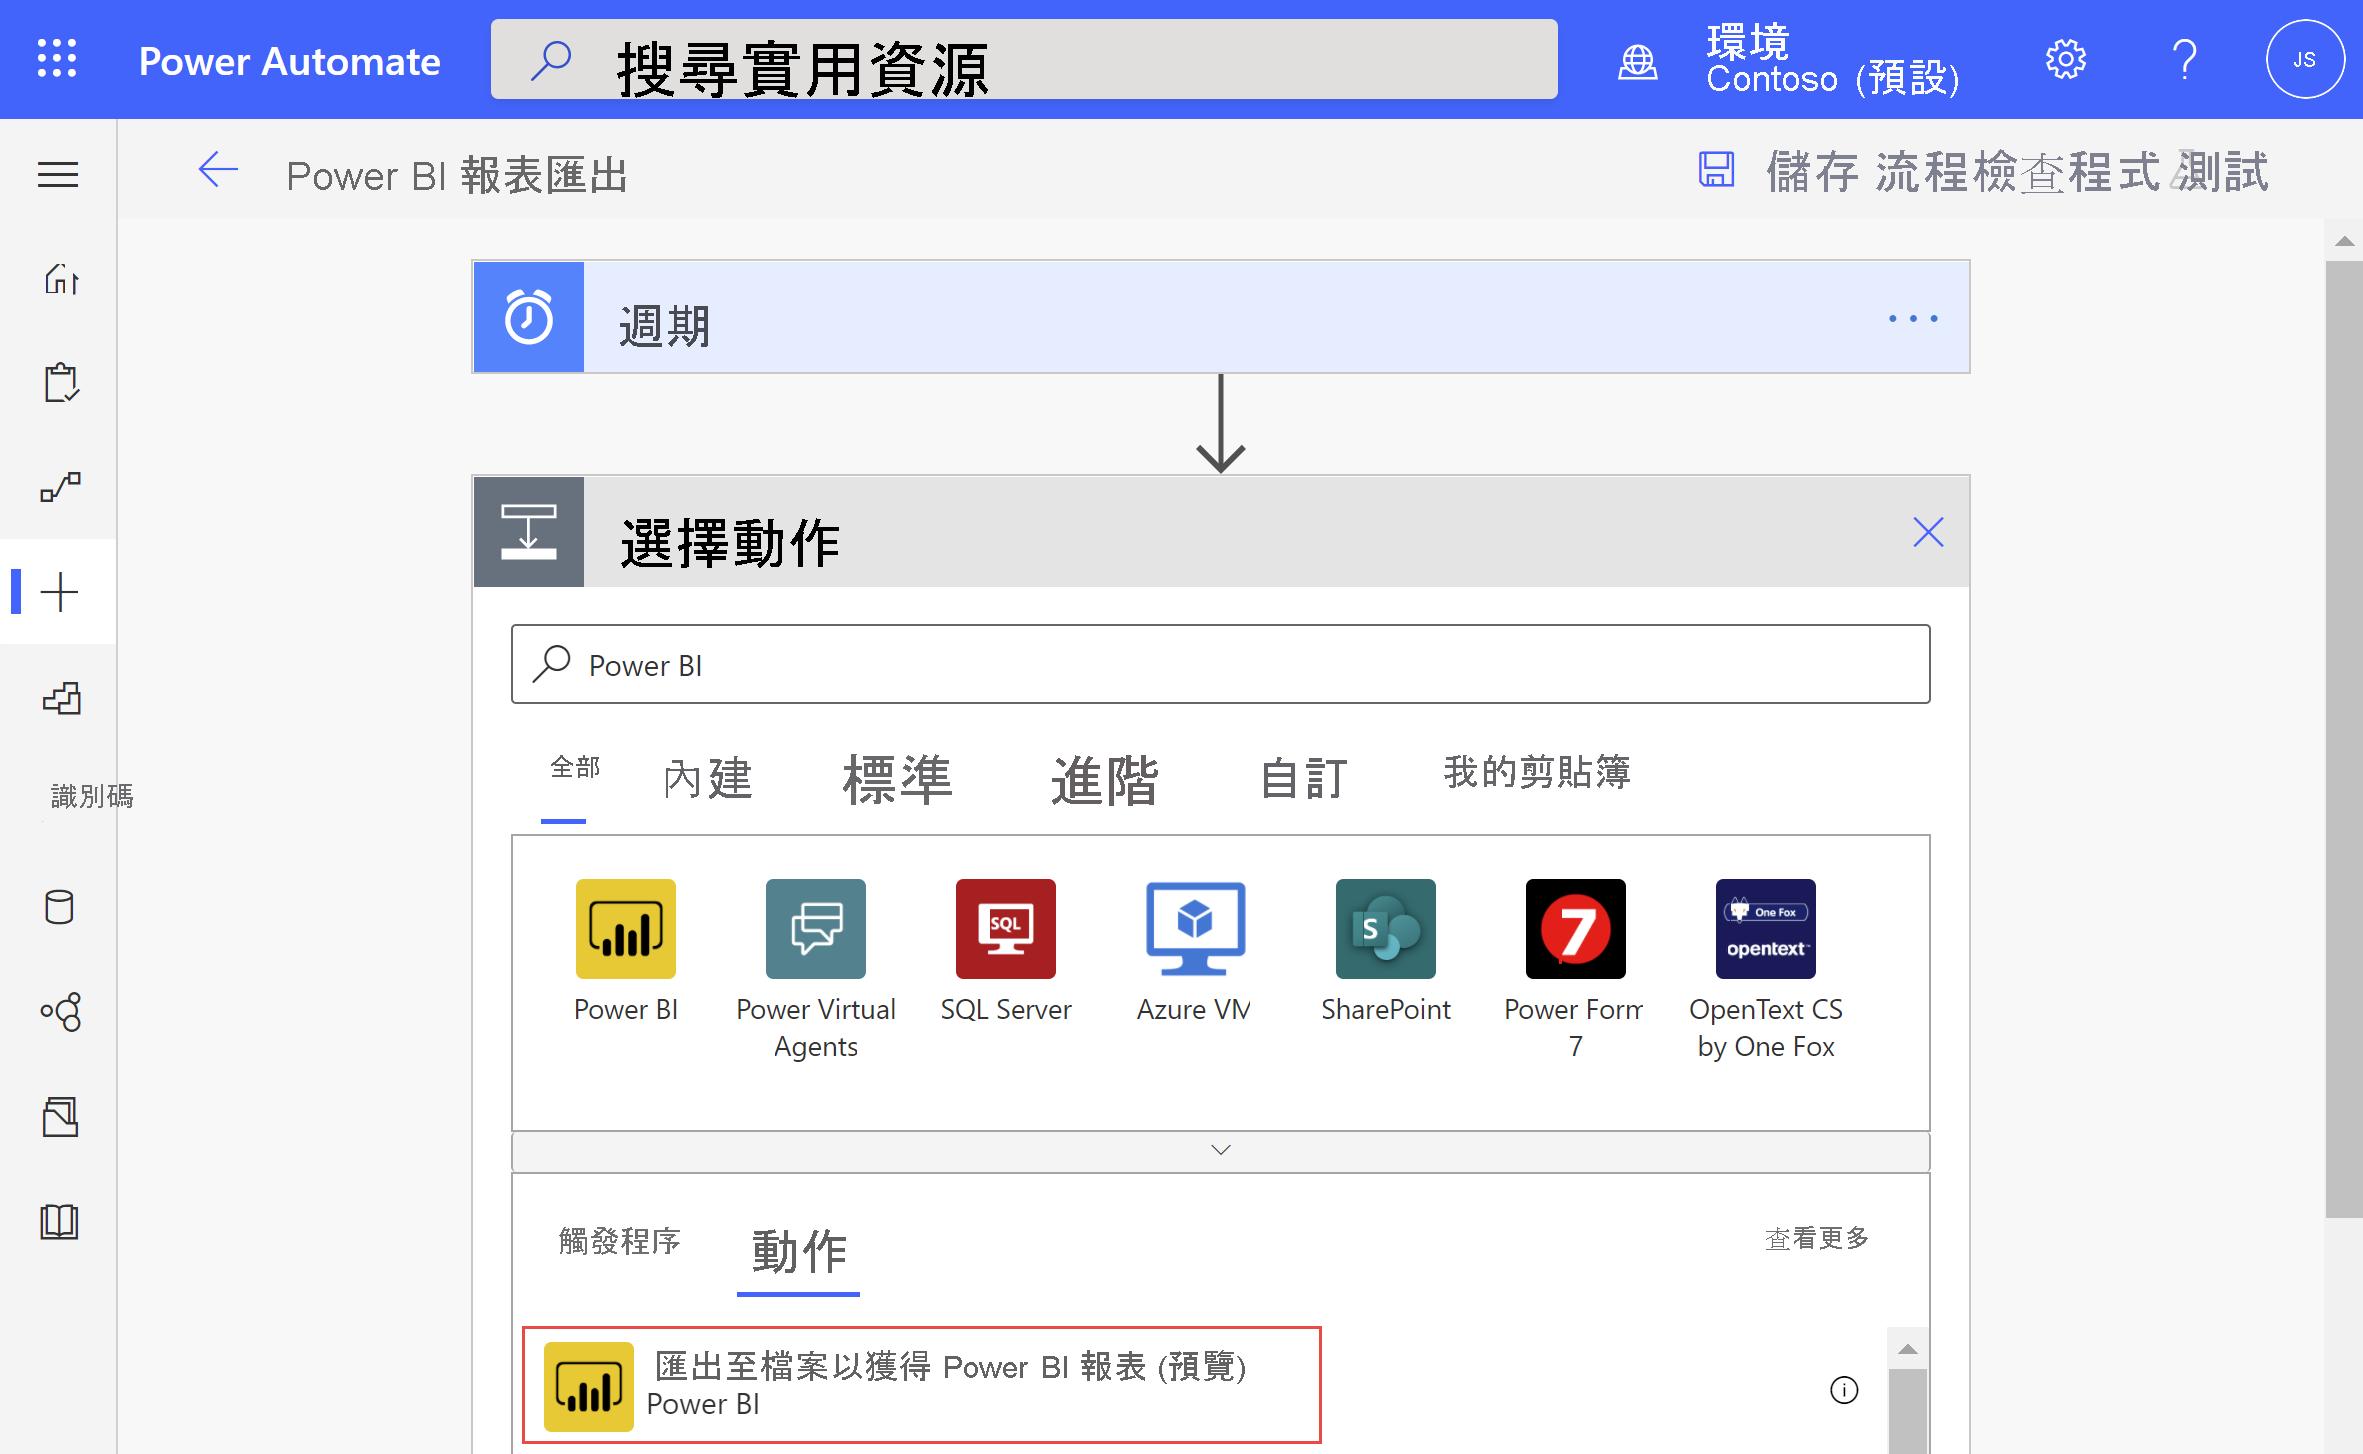 Power Automate
搜尋實用資源
環境
Contoso (預設)
JS
Power BI 報表匯出
儲存 流程檢查程式 測試
週期
選擇動作
Power BI
全部 內建 標準 進階 自訂 我的剪貼簿
識別碼
SQL
S
7
One Fox
opentext™
Power BI
Power Virtual Agents
SQL Server
Azure VM
SharePoint
Power Form 7
OpenText CS by One Fox
觸發程序 動作 查看更多
匯出至檔案以獲得 Power BI 報表 (預覽)
Power BI